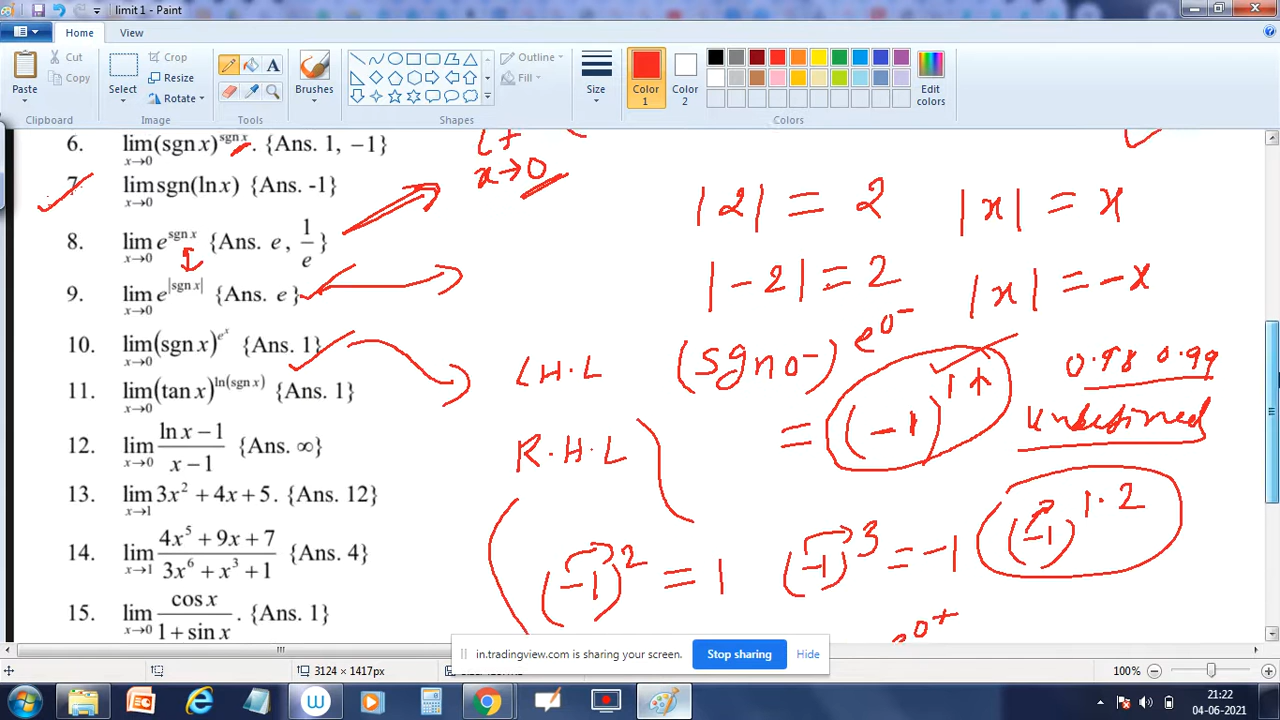 limit 1 - Paint
Home View
Paste
Cut
Copy
Clipboard
Select
Crop
Resize
Rotate
Image
A
Tools
Brushes
Outline
Fill
Shapes
Size
Color 1
Color 2
Edit colors
Colors
6. lim x→0 (sgn x)^sgn x. {Ans. 1, −1}
7. lim x→0 sgn(ln x) {Ans. -1}
8. lim x→0 e^sgn x {Ans. e, 1/e}
9. lim x→0 e^|sgn x| {Ans. e}
10. lim x→0 (sgn x)^e^x {Ans. 1}
11. lim x→0 (tan x)^ln(sgn x) {Ans. 1}
12. lim x→0 (ln x − 1)/(x − 1) {Ans. ∞}
13. lim x→1 3x² + 4x + 5. {Ans. 12}
14. lim x→1 (4x⁵ + 9x + 7)/(3x⁶ + x³ + 1) {Ans. 4}
15. lim x→0 cos x/(1 + sin x). {Ans. 1}
x→0
|2| = 2 |x| = x
|-2| = 2 |x| = -x
L H.L (sgn 0-)^e^0-
= (-1)^1+ 0.98 0.99
undefined
R.H.L
(-1)^2 = 1 (-1)^3 = -1 (-1)^1.2
e^0+
in.tradingview.com is sharing your screen. Stop sharing Hide
3124 × 1417px
100%
21:22
04-06-2021